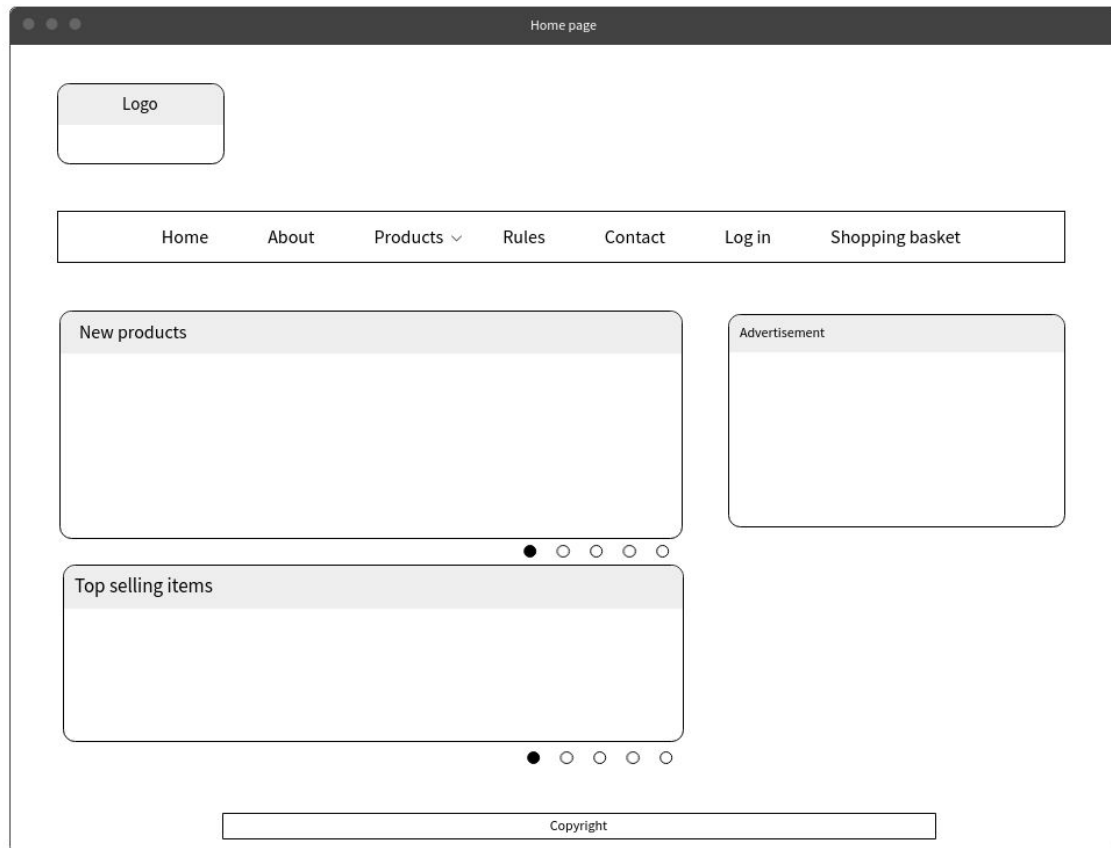 Home page
Logo
Home About Products Rules Contact Log in Shopping basket
New products
Advertisement
Top selling items
Copyright